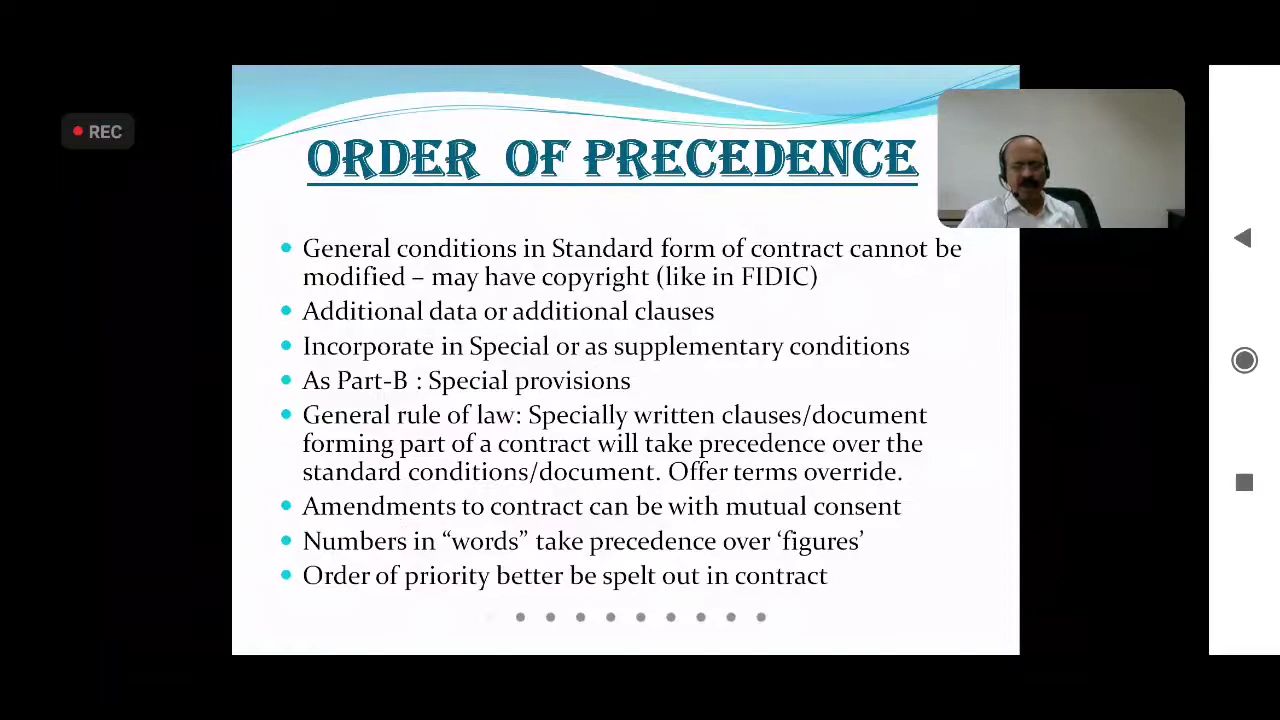 REC
ORDER OF PRECEDENCE
General conditions in Standard form of contract cannot be
modified – may have copyright (like in FIDIC)
Additional data or additional clauses
Incorporate in Special or as supplementary conditions
As Part-B : Special provisions
General rule of law: Specially written clauses/document
forming part of a contract will take precedence over the
standard conditions/document. Offer terms override.
Amendments to contract can be with mutual consent
Numbers in “words” take precedence over ‘figures’
Order of priority better be spelt out in contract